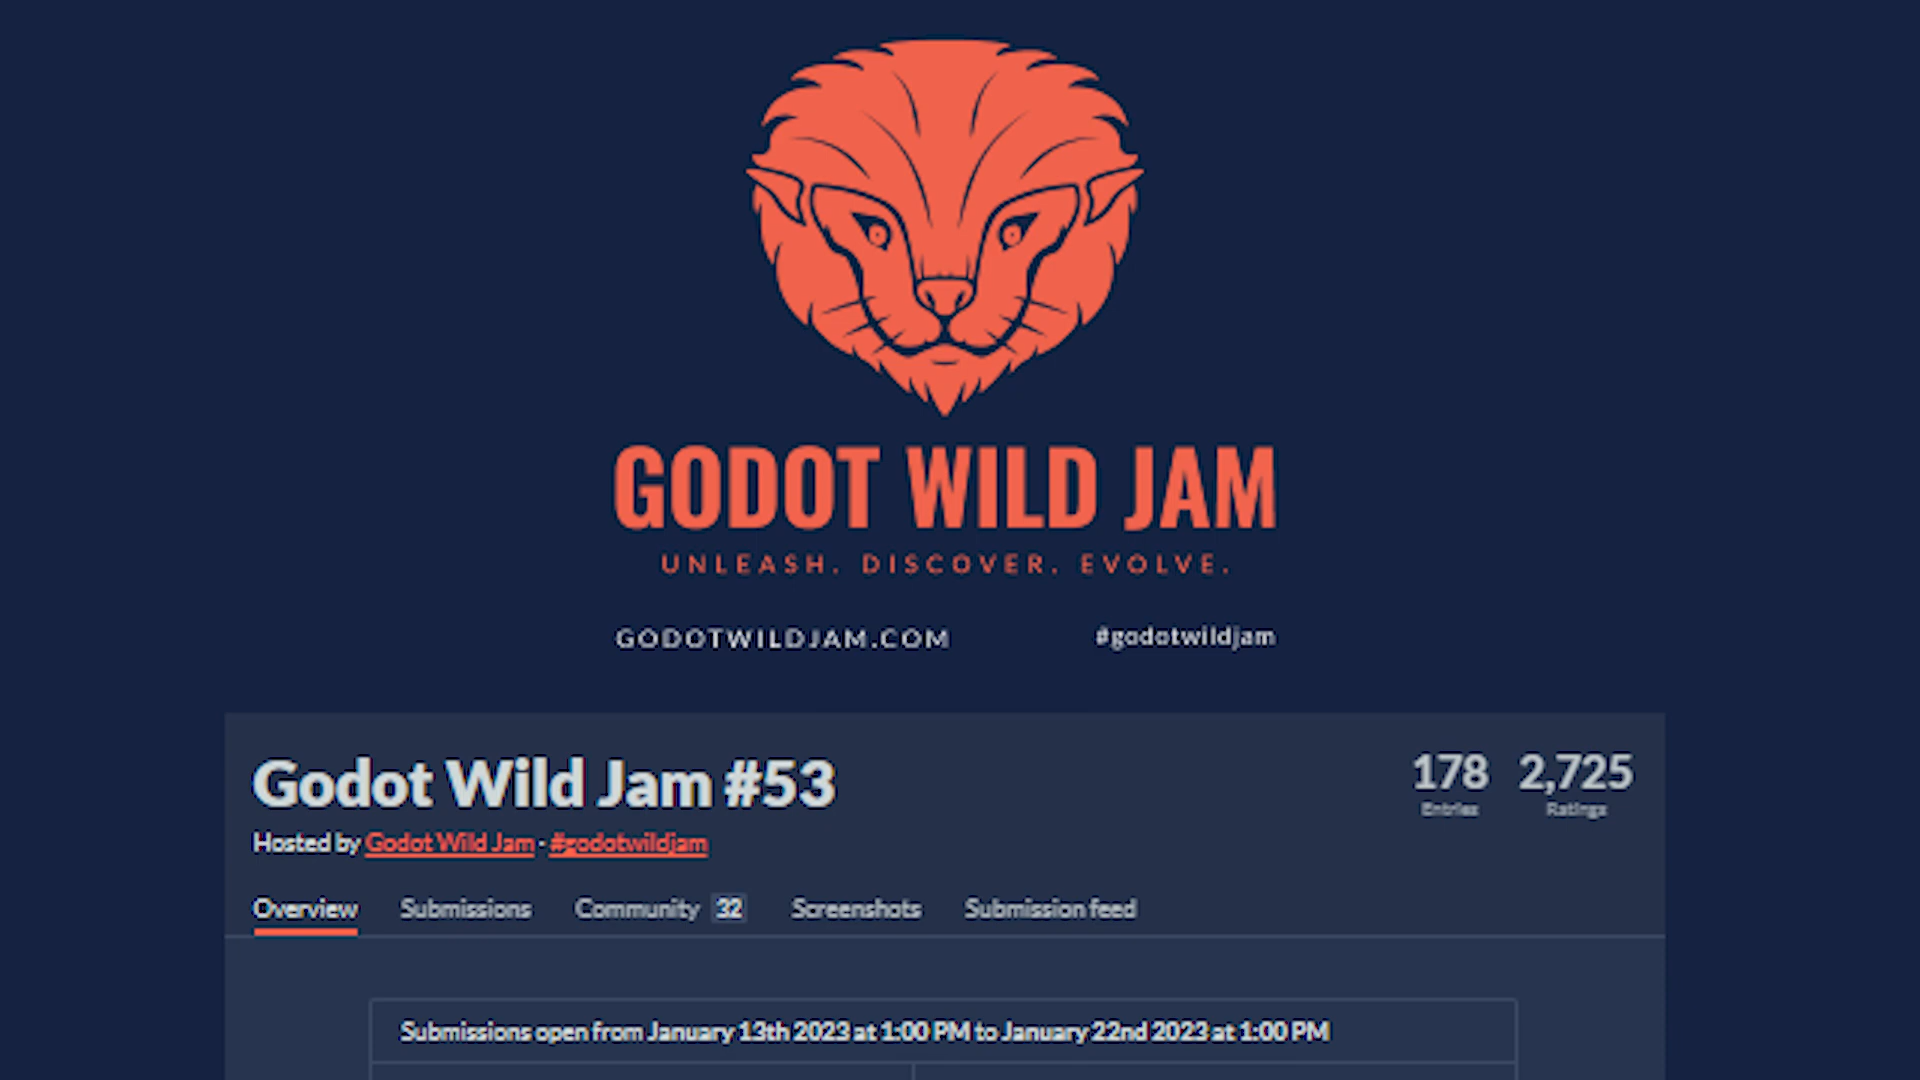 GODOT WILD JAM
UNLEASH. DISCOVER. EVOLVE.
GODOTWILDJAM.COM #godotwildjam
Godot Wild Jam #53
178 2,725
Entries Ratings
Hosted by Godot Wild Jam · #godotwildjam
Overview Submissions Community 32 Screenshots Submission feed
Submissions open from January 13th 2023 at 1:00 PM to January 22nd 2023 at 1:00 PM